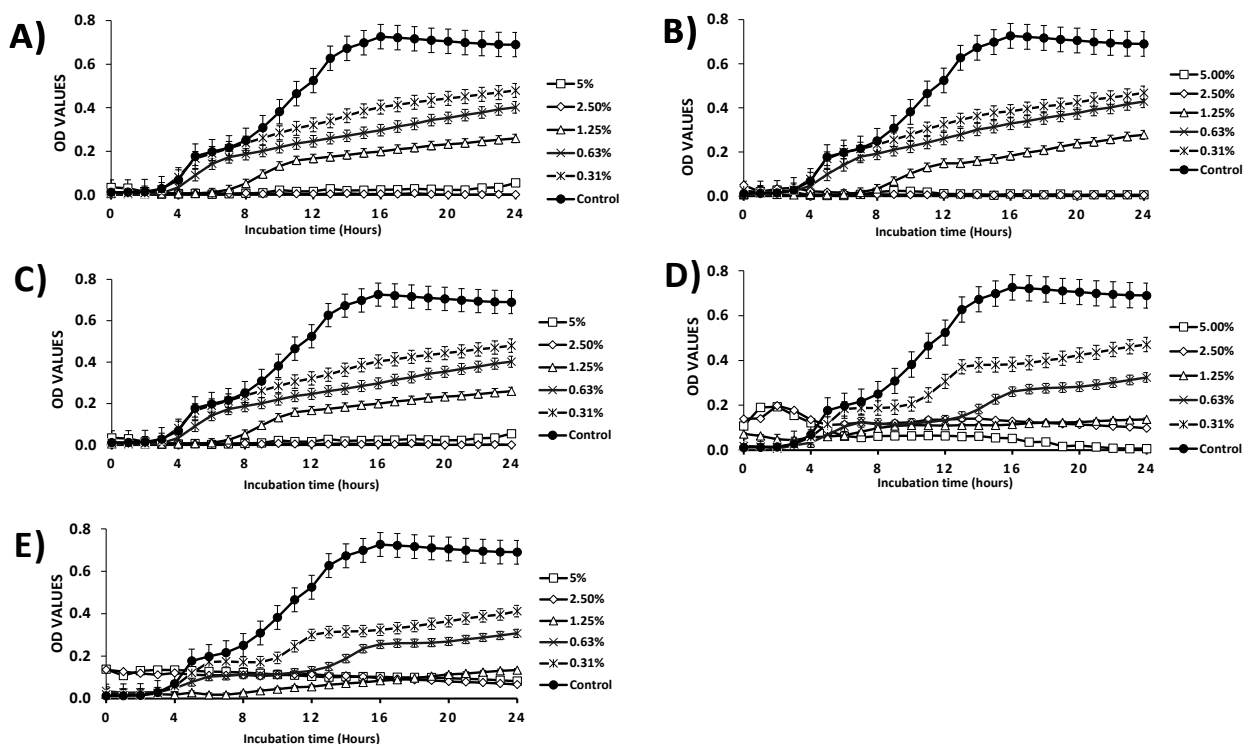 A)
OD VALUES
0.8
0.6
0.4
0.2
0.0
0 4 8 12 16 20 24
Incubation time (Hours)
5%
2.50%
1.25%
0.63%
0.31%
Control
B)
OD VALUES
0.8
0.6
0.4
0.2
0.0
0 4 8 12 16 20 24
Incubation time (Hours)
5.00%
2.50%
1.25%
0.63%
0.31%
Control
C)
OD VALUES
0.8
0.6
0.4
0.2
0.0
0 4 8 12 16 20 24
Incubation time (hours)
5%
2.50%
1.25%
0.63%
0.31%
Control
D)
OD VALUES
0.8
0.6
0.4
0.2
0.0
0 4 8 12 16 20 24
Incubation time (hours)
5.00%
2.50%
1.25%
0.63%
0.31%
Control
E)
OD VALUES
0.8
0.6
0.4
0.2
0.0
0 4 8 12 16 20 24
Incubation time (Hours)
5%
2.50%
1.25%
0.63%
0.31%
Control